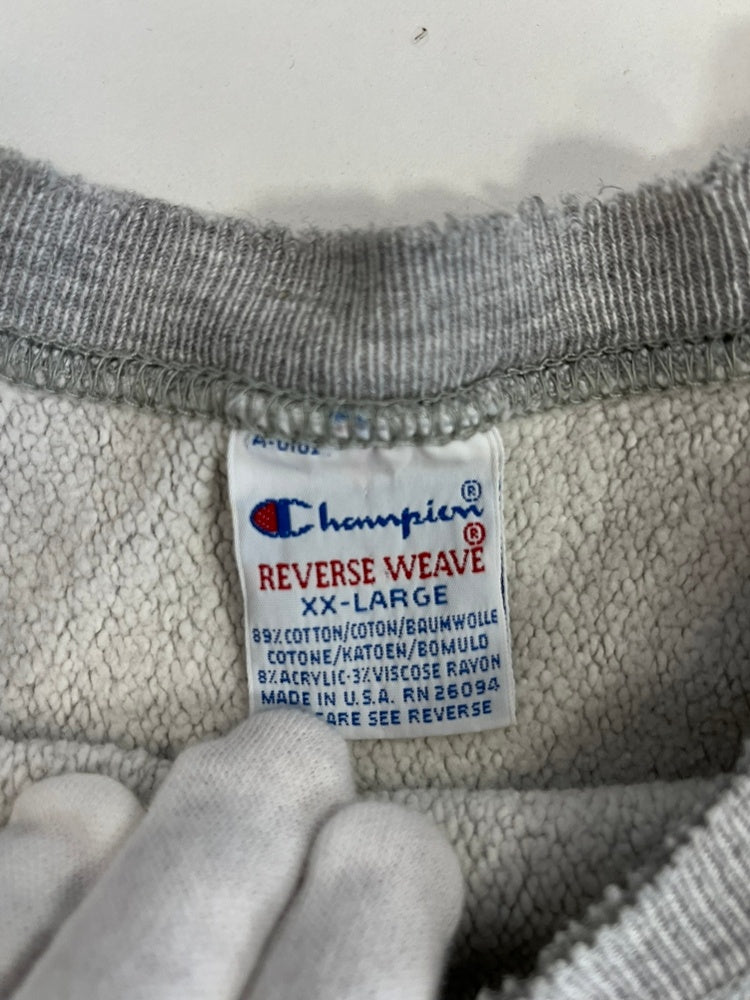 Champion®
REVERSE WEAVE®
XX-LARGE
89% COTTON/COTON/BAUMWOLLE
COTONE/KATOEN/BOMULD
8% ACRYLIC-3% VISCOSE RAYON
MADE IN U.S.A. RN 26094
SEE REVERSE